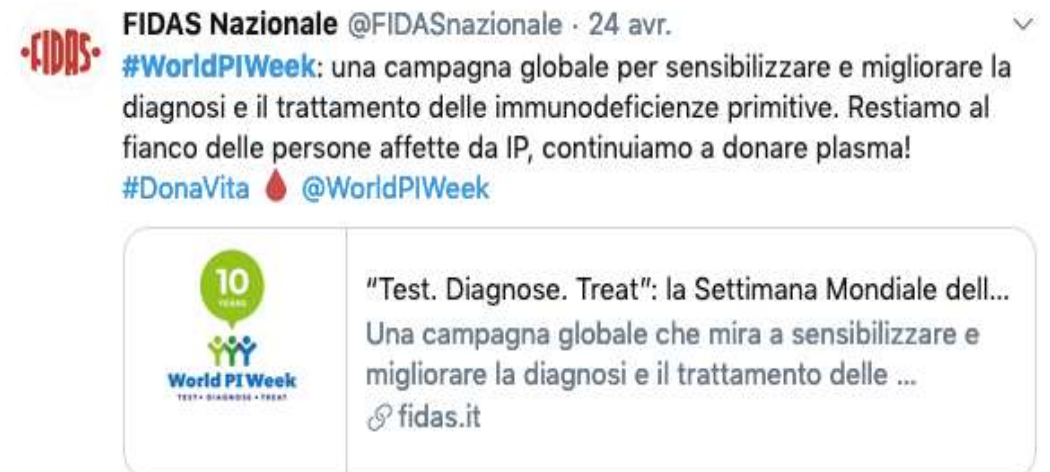 •FIDAS•
FIDAS Nazionale @FIDASnazionale · 24 avr.
#WorldPIWeek: una campagna globale per sensibilizzare e migliorare la
diagnosi e il trattamento delle immunodeficienze primitive. Restiamo al
fianco delle persone affette da IP, continuiamo a donare plasma!
#DonaVita @WorldPIWeek
10
YEARS
World PI Week
TEST • DIAGNOSE • TREAT
“Test. Diagnose. Treat”: la Settimana Mondiale dell...
Una campagna globale che mira a sensibilizzare e
migliorare la diagnosi e il trattamento delle ...
fidas.it